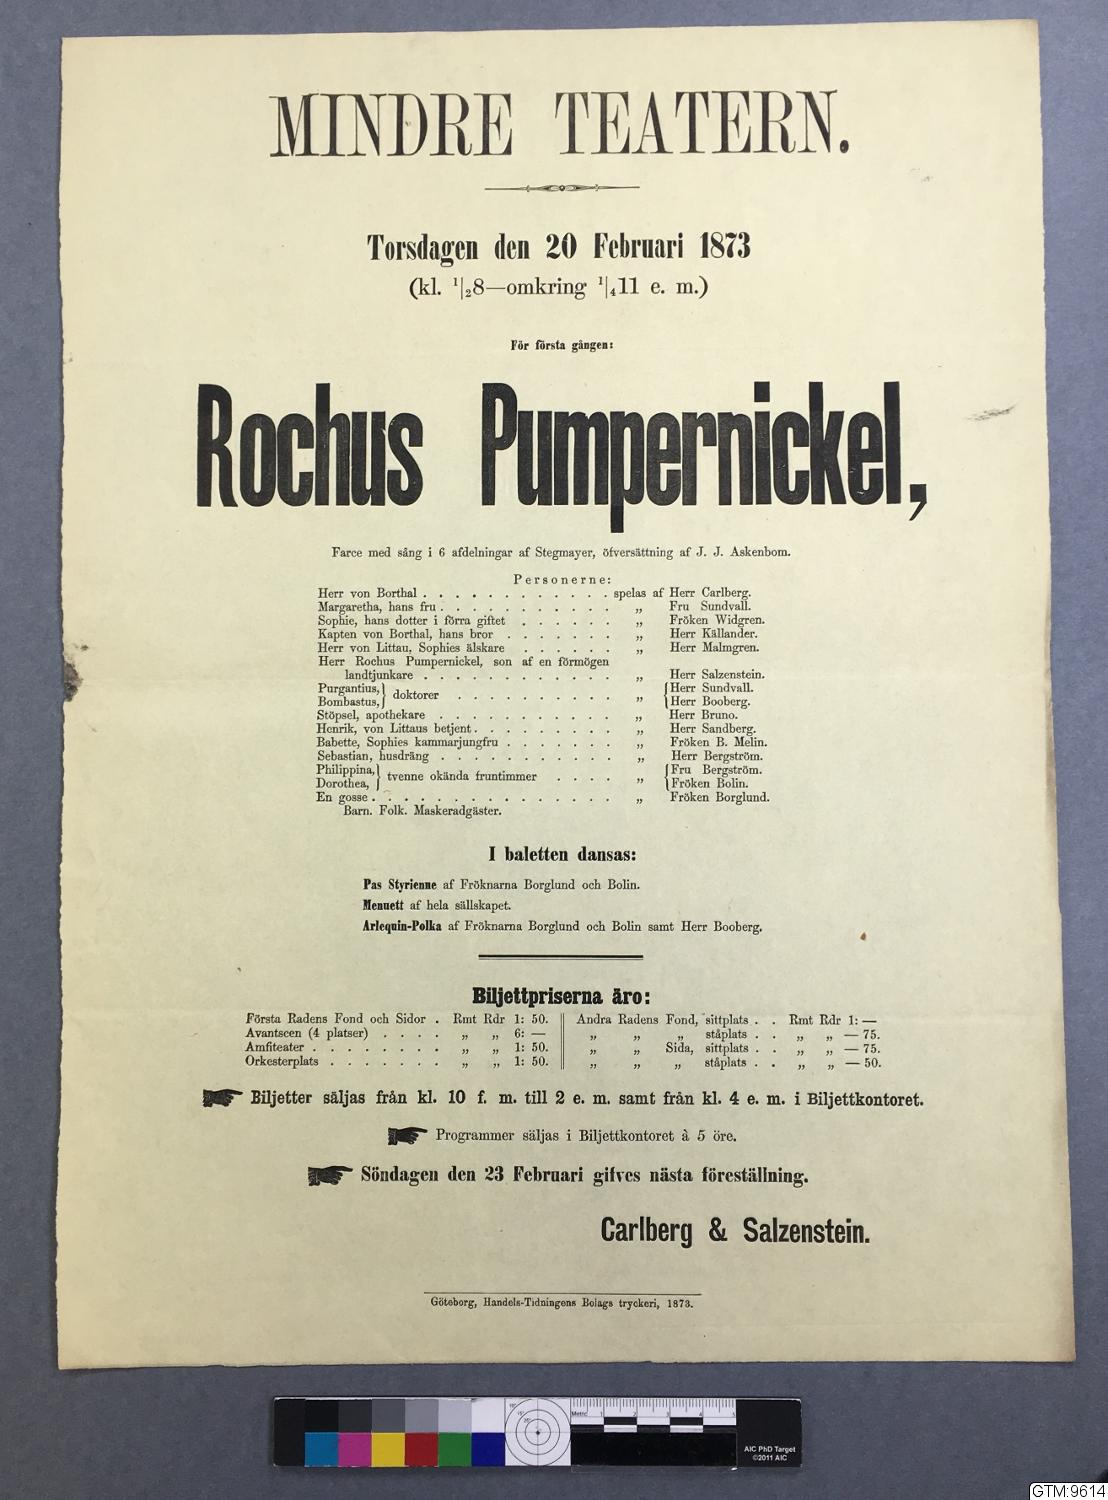 MINDRE TEATERN.
Torsdagen den 20 Februari 1873
(kl. 1/2 8—omkring 1/4 11 e. m.)
För första gången:
Rochus Pumpernickel,
Farce med sång i 6 afdelningar af Stegmayer, öfversättning af J. J. Askenbom.
Personerne:
Herr von Borthal . . . . . . . . . . . . spelas af Herr Carlberg.
Margaretha, hans fru . . . . . . . . . . . „ Fru Sundvall.
Sophie, hans dotter i förra giftet . . . . . . „ Fröken Widgren.
Kapten von Borthal, hans bror . . . . . . . „ Herr Källander.
Herr von Littau, Sophies älskare . . . . . . „ Herr Malmgren.
Herr Rochus Pumpernickel, son af en förmögen
landtjunkare . . . . . . . . . . . . „ Herr Salzenstein.
Purgantius,} doktorer . . . . . . . . . . „ {Herr Sundvall.
Bombastus,} {Herr Booberg.
Stöpsel, apothekare . . . . . . . . . . . „ Herr Bruno.
Henrik, von Littaus betjent . . . . . . . . . „ Herr Sandberg.
Babette, Sophies kammarjungfru . . . . . . . „ Fröken B. Melin.
Sebastian, husdräng . . . . . . . . . . . „ Herr Bergström.
Philippina,} tvenne okända fruntimmer . . . . „ {Fru Bergström.
Dorothea,} {Fröken Bolin.
En gosse . . . . . . . . . . . . . . . „ Fröken Borglund.
Barn. Folk. Maskeradgäster.
I baletten dansas:
Pas Styrienne af Fröknarna Borglund och Bolin.
Menuett af hela sällskapet.
Arlequin-Polka af Fröknarna Borglund och Bolin samt Herr Booberg.
Biljettpriserna äro:
Första Radens Fond och Sidor . Rmt Rdr 1: 50. Andra Radens Fond, sittplats . . Rmt Rdr 1: —
Avantscen (4 platser) . . . . „ „ 6: — „ „ „ ståplats . . „ „ — 75.
Amfiteater . . . . . . . . „ „ 1: 50. „ „ Sida, sittplats . . „ „ — 75.
Orkesterplats . . . . . . . „ „ 1: 50. „ „ „ ståplats . . „ „ — 50.
Biljetter säljas från kl. 10 f. m. till 2 e. m. samt från kl. 4 e. m. i Biljettkontoret.
Programmer säljas i Biljettkontoret à 5 öre.
Söndagen den 23 Februari gifves nästa föreställning.
Carlberg & Salzenstein.
Göteborg, Handels-Tidningens Bolags tryckeri, 1873.
Metric 1 2 3 4 5
AIC PhD Target
©2011 AIC
GTM:9614